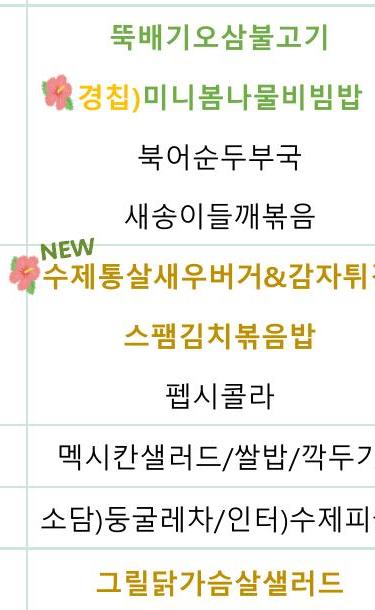 뚝배기오삼불고기
경칩)미니봄나물비빔밥
북어순두부국
새송이들깨볶음
NEW
수제통살새우버거&감자튀
스팸김치볶음밥
펩시콜라
멕시칸샐러드/쌀밥/깍두기
소담)둥굴레차/인터)수제피
그릴닭가슴살샐러드